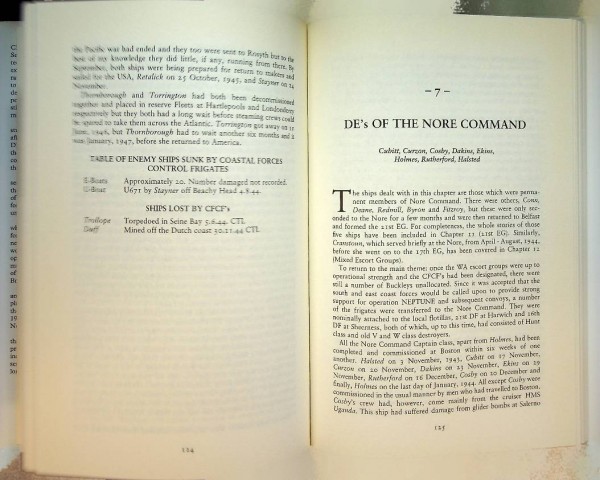 the Pacific was had ended and they too were sent to Rosyth but to the
best of my knowledge they did little, if any, running from there. By
September, both ships were being prepared for return to makers and
sailed for the USA, Retalick on 25 October, 1945, and Stayner on 24
November.
Thornborough and Torrington had both been decommissioned
together and placed in reserve Fleets at Hartlepools and Londonderry
respectively but they both had a long wait before steaming crews could
be spared to take them across the Atlantic. Torrington got away on 11
June, 1946, but Thornborough had to wait another six months and a
was January, 1947, before she returned to America.
TABLE OF ENEMY SHIPS SUNK BY COASTAL FORCES
CONTROL FRIGATES
E-Boats Approximately 20. Number damaged not recorded.
U-Boat U671 by Stayner off Beachy Head 4.8.44.
SHIPS LOST BY CFCF's
Trollope Torpedoed in Seine Bay 5.6.44. CTL
Duff Mined off the Dutch coast 30.11.44 CTL
124
– 7 –
DE's OF THE NORE COMMAND
Cubitt, Curzon, Cosby, Dakins, Ekins,
Holmes, Rutherford, Halsted
The ships dealt with in this chapter are those which were perma-
nent members of Nore Command. There were others, Conn,
Deane, Redmill, Byron and Fitzroy, but these were only sec-
onded to the Nore for a few months and were then returned to Belfast
and formed the 21st EG. For completeness, the whole stories of those
five ships have been included in Chapter 11 (21st EG). Similarly,
Cranstoun, which served briefly at the Nore, from April - August, 1944,
before she went on to the 17th EG, has been covered in Chapter 12
(Mixed Escort Groups).
To return to the main theme: once the WA escort groups were up to
operational strength and the CFCF's had been designated, there were
still a number of Buckleys unallocated. Since it was accepted that the
south and east coast forces would be called upon to provide strong
support for operation NEPTUNE and subsequent convoys, a number
of the frigates were transferred to the Nore Command. They were
nominally attached to the local flotillas, 21st DF at Harwich and 16th
DF at Sheerness, both of which, up to this time, had consisted of Hunt
class and old V and W class destroyers.
All the Nore Command Captain class, apart from Holmes, had been
completed and commissioned at Boston within six weeks of one
another. Halsted on 3 November, 1943, Cubitt on 17 November,
Curzon on 20 November, Dakins on 23 November, Ekins on 29
November, Rutherford on 16 December, Cosby on 20 December and
finally, Holmes on the last day of January, 1944. All except Cosby were
commissioned in the usual manner by men who had travelled to Boston.
Cosby's crew had, however, come mainly from the cruiser HMS
Uganda. This ship had suffered damage from glider bombs at Salerno
125